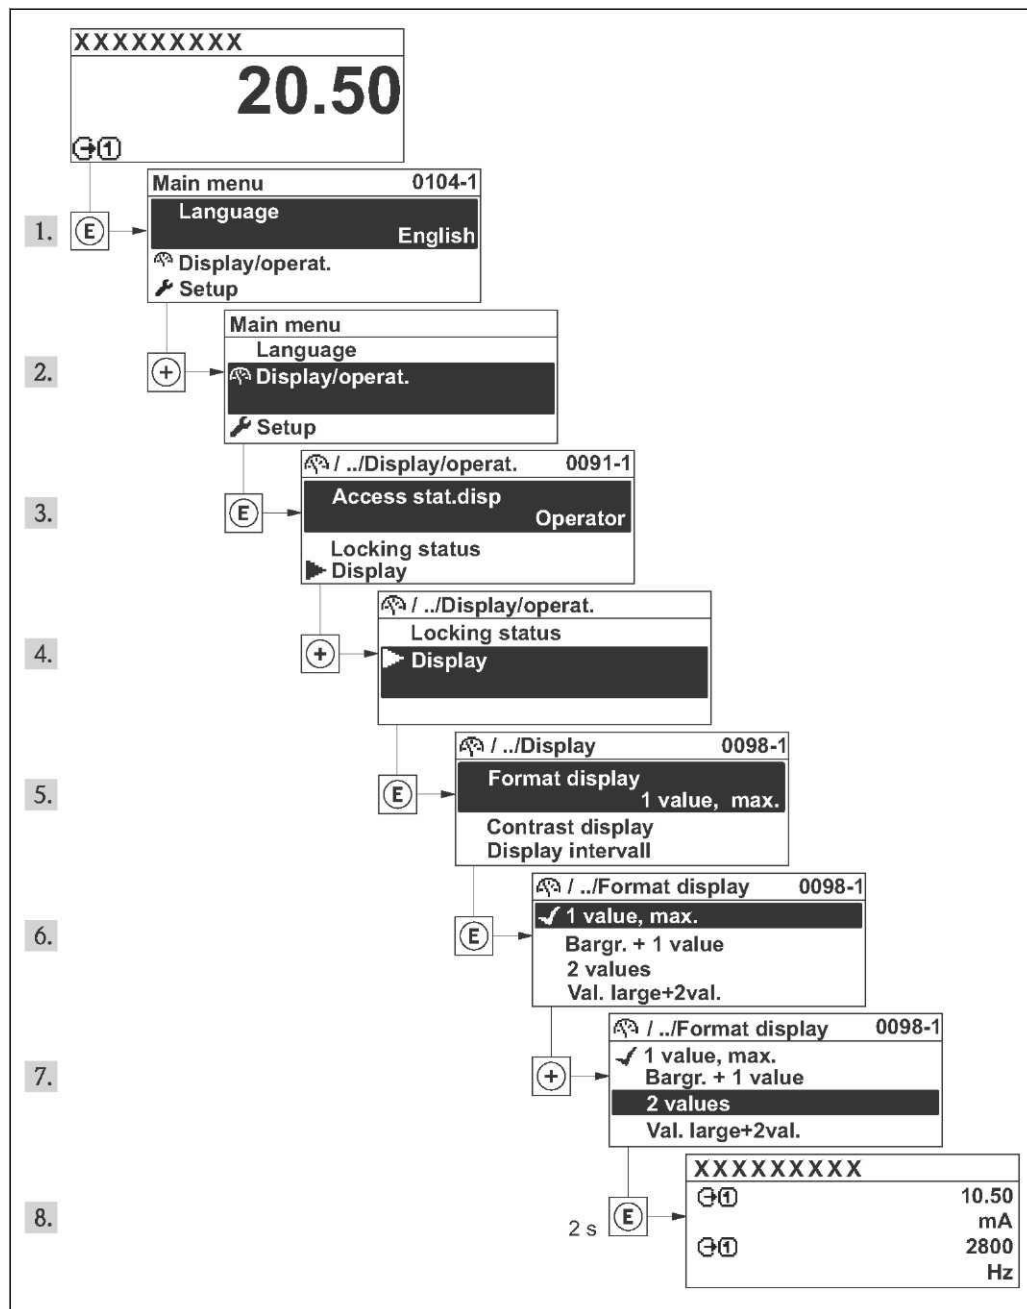 XXXXXXXXX
20.50
1
Main menu 0104-1
Language
English
1. E
Display/operat.
Setup
Main menu
Language
2. + Display/operat.
Setup
/ ../Display/operat. 0091-1
Access stat.disp
3. E Operator
Locking status
Display
/ ../Display/operat.
Locking status
4. + Display
/ ../Display 0098-1
Format display
5. E 1 value, max.
Contrast display
Display intervall
/ ../Format display 0098-1
1 value, max.
6. E
Bargr. + 1 value
2 values
Val. large+2val.
/ ../Format display 0098-1
1 value, max.
7. + Bargr. + 1 value
2 values
Val. large+2val.
XXXXXXXXX
1 10.50
8. 2 s E mA
1 2800
Hz